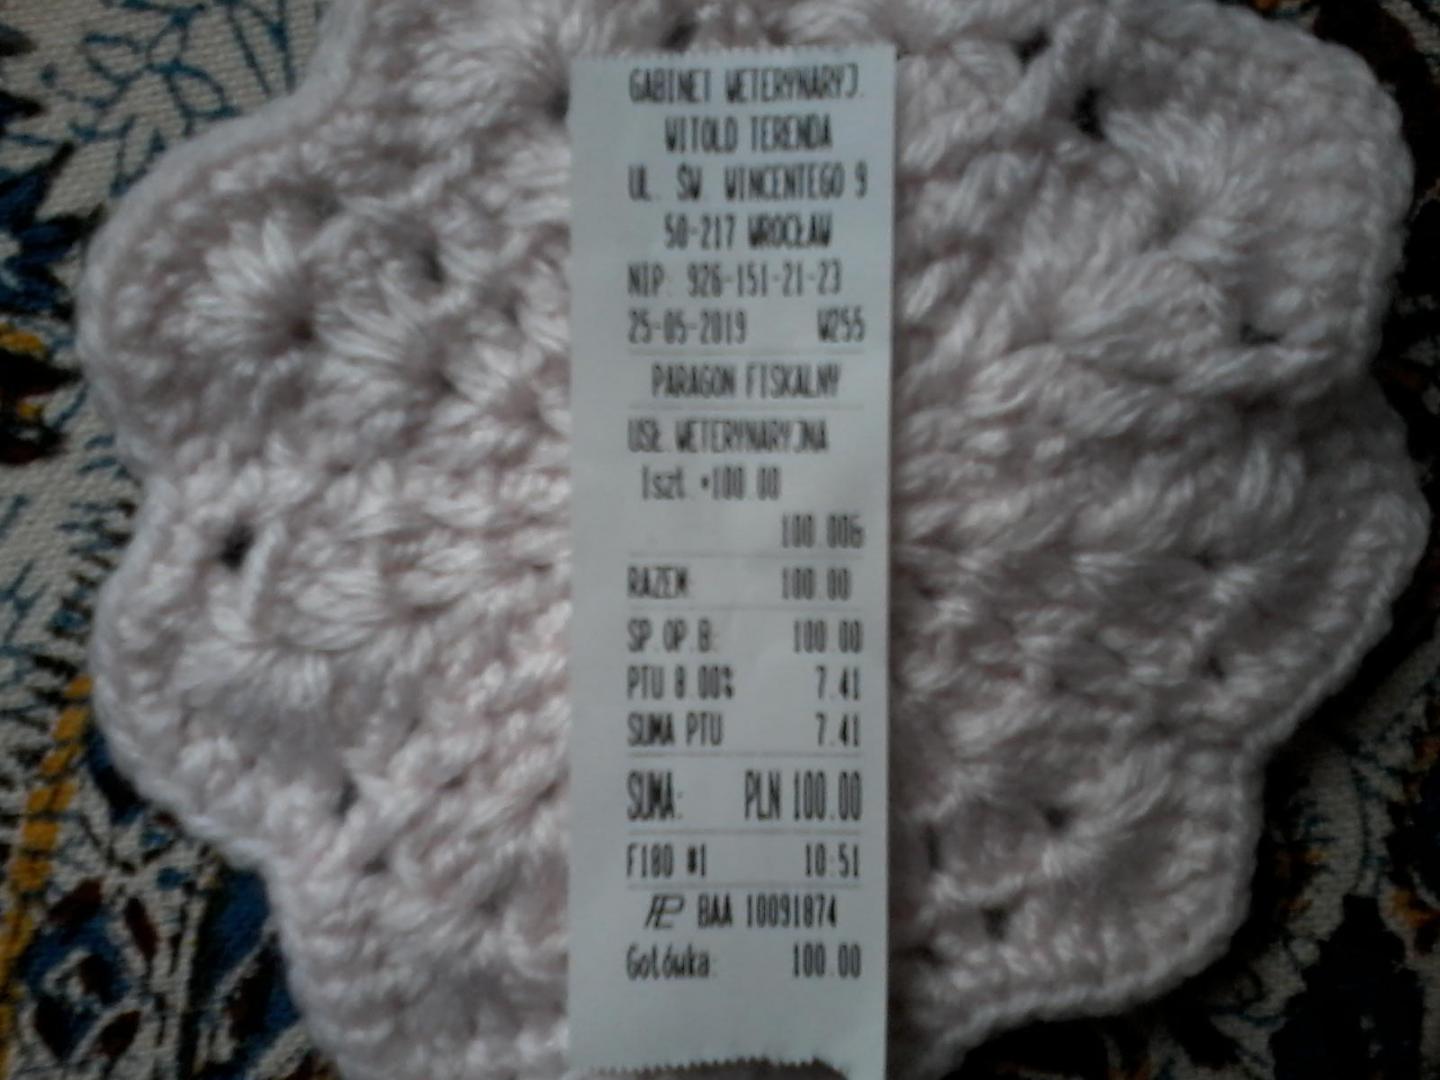 GABINET WETERYNARYJ.
WITOLD TERENDA
UL. ŚW. WINCENTEGO 9
50-217 WROCŁAW
NIP: 926-151-21-23
25-05-2019 W255
PARAGON FISKALNY
USŁ.WETERYNARYJNA
1szt.*100.00
100.00B
RAZEM: 100.00
SP.OP.B: 100.00
PTU 8.00% 7.41
SUMA PTU 7.41
SUMA: PLN 100.00
F180 #1 10:51
BAA 10091874
Gotówka: 100.00